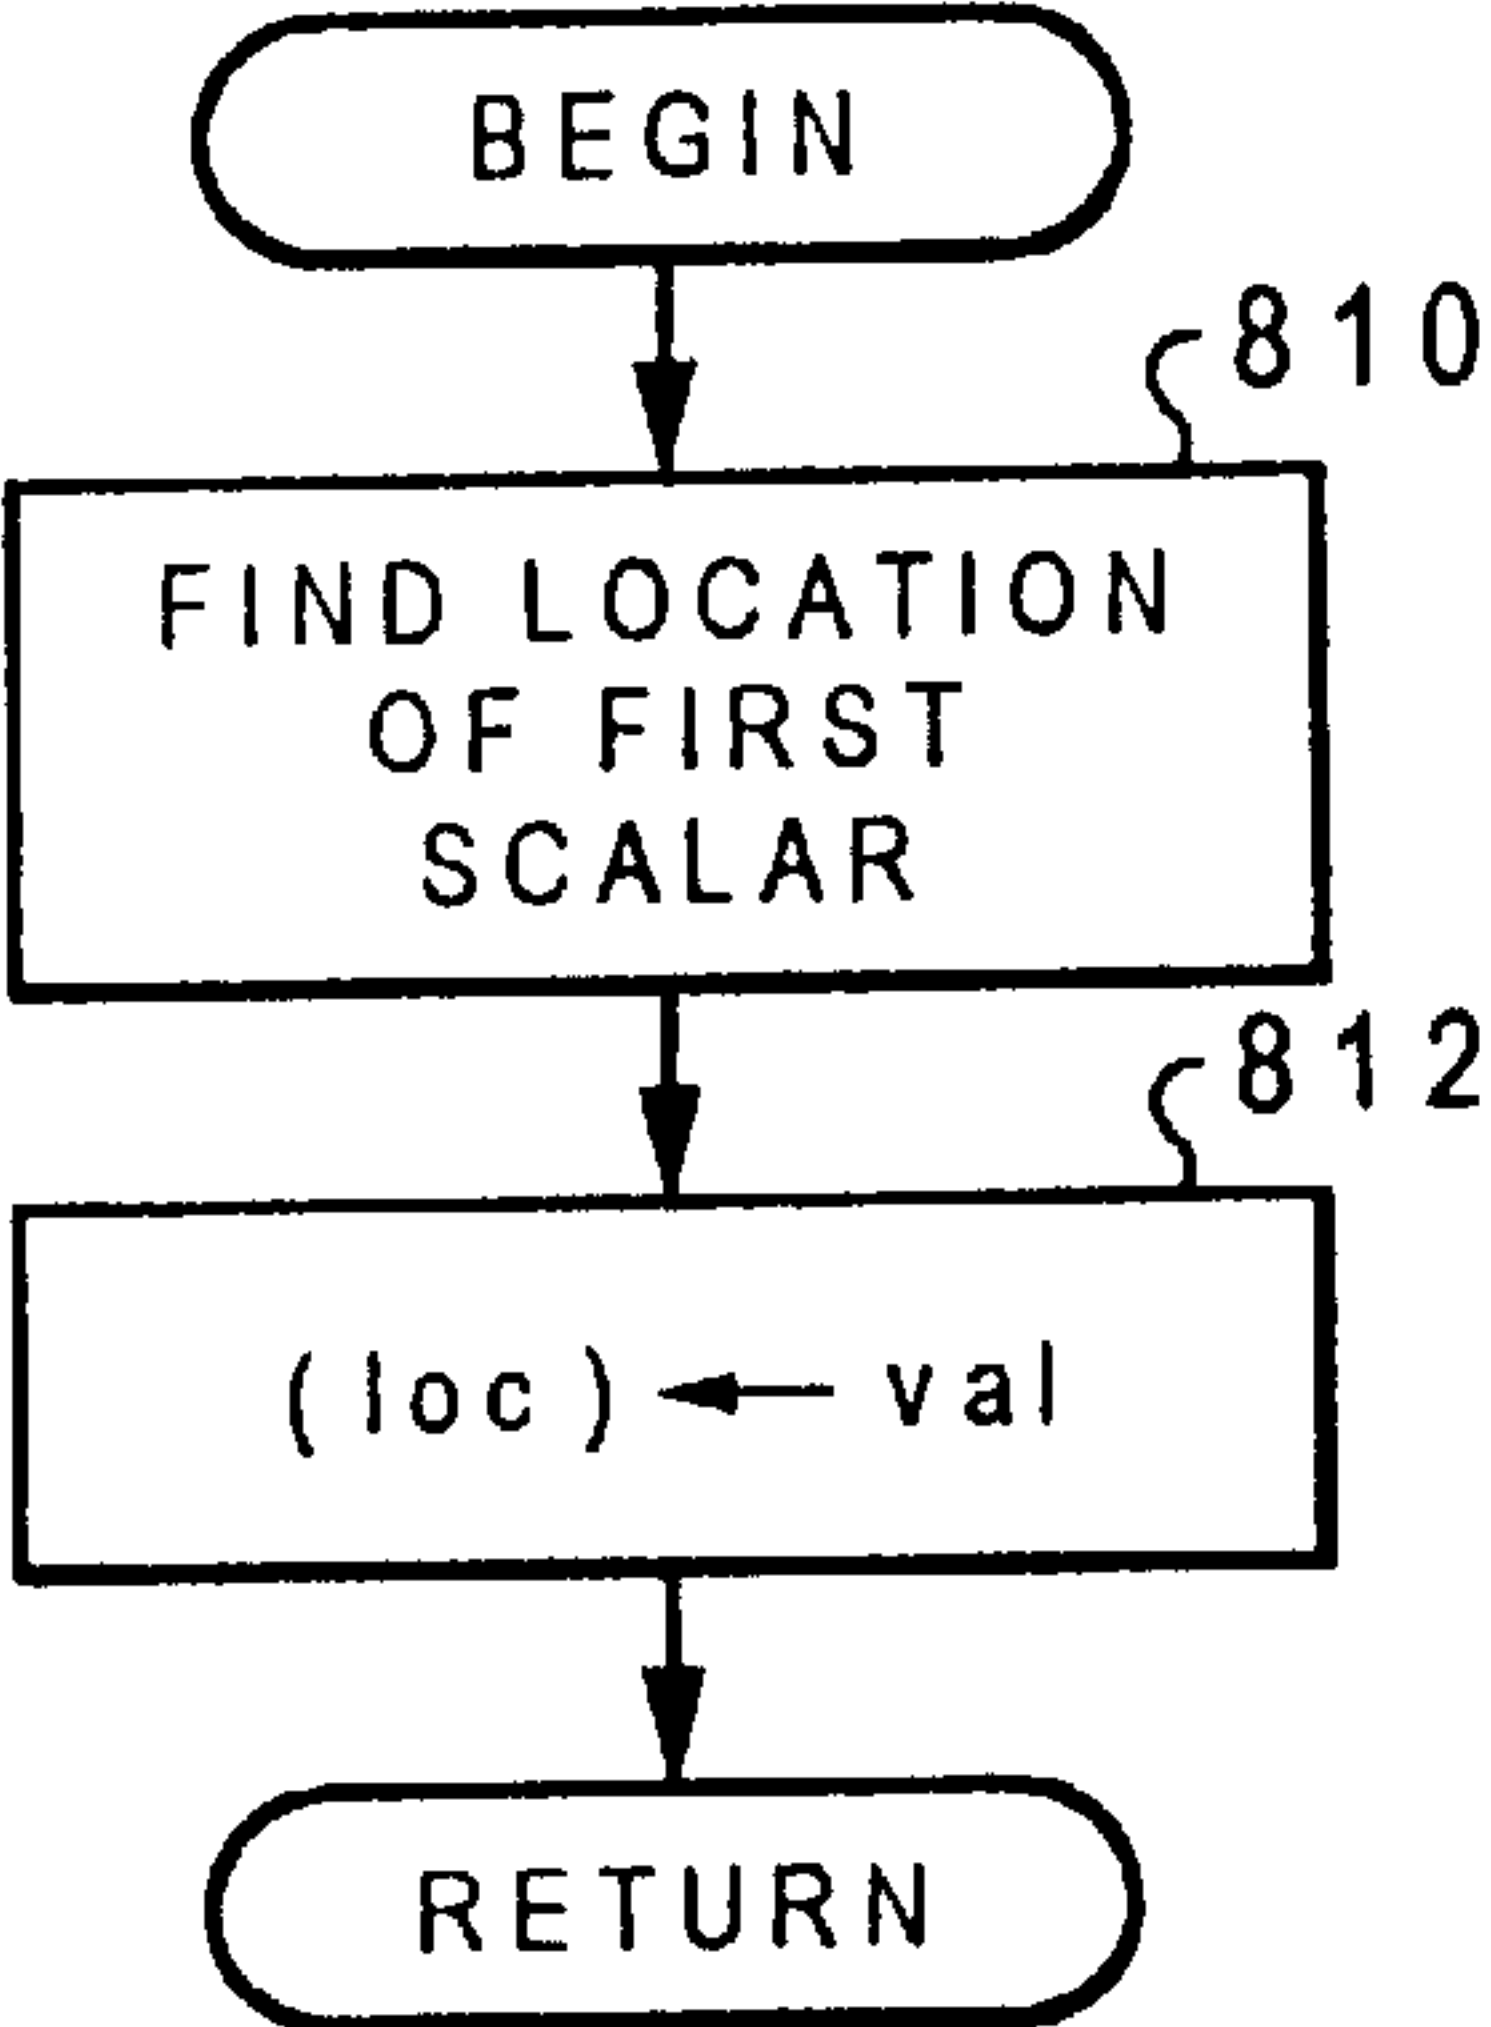 BEGIN
810
FIND LOCATION
OF FIRST
SCALAR
812
(loc) ← val
RETURN